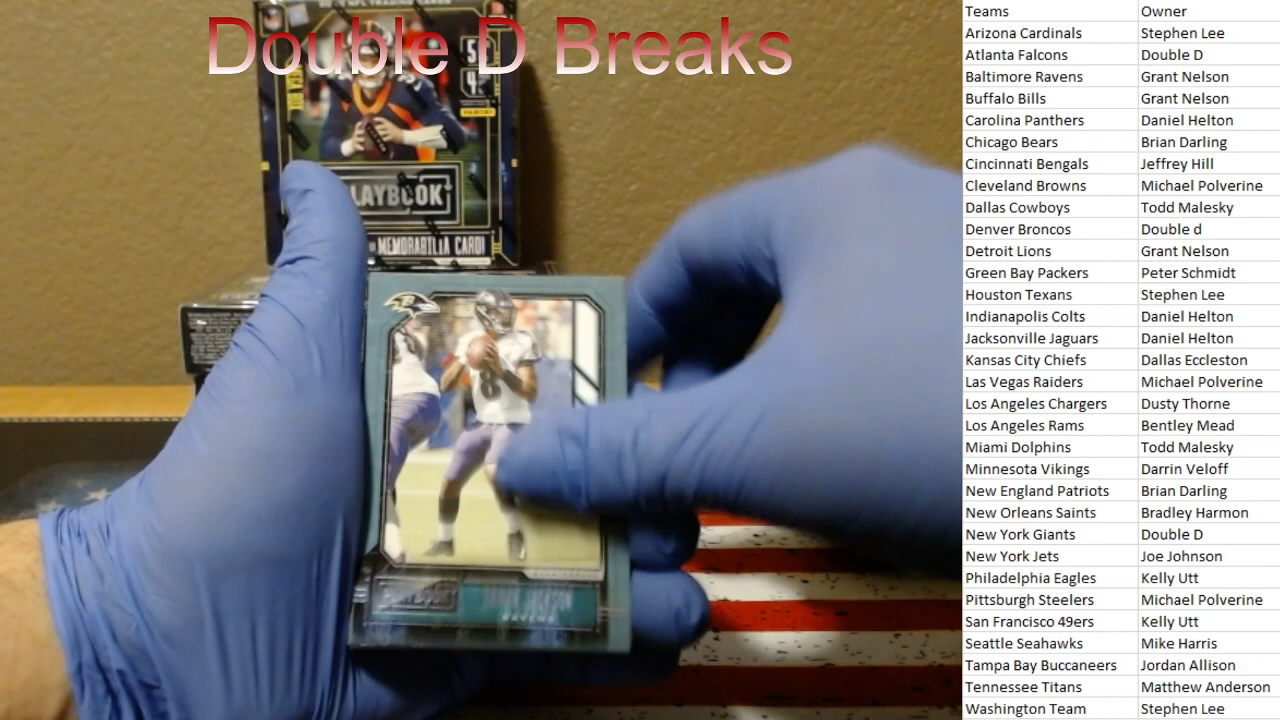 Double D Breaks
PLAYBOOK
MEMORABILIA CARD
8
RAVENS
Teams Owner
Arizona Cardinals Stephen Lee
Atlanta Falcons Double D
Baltimore Ravens Grant Nelson
Buffalo Bills Grant Nelson
Carolina Panthers Daniel Helton
Chicago Bears Brian Darling
Cincinnati Bengals Jeffrey Hill
Cleveland Browns Michael Polverine
Dallas Cowboys Todd Malesky
Denver Broncos Double d
Detroit Lions Grant Nelson
Green Bay Packers Peter Schmidt
Houston Texans Stephen Lee
Indianapolis Colts Daniel Helton
Jacksonville Jaguars Daniel Helton
Kansas City Chiefs Dallas Eccleston
Las Vegas Raiders Michael Polverine
Los Angeles Chargers Dusty Thorne
Los Angeles Rams Bentley Mead
Miami Dolphins Todd Malesky
Minnesota Vikings Darrin Veloff
New England Patriots Brian Darling
New Orleans Saints Bradley Harmon
New York Giants Double D
New York Jets Joe Johnson
Philadelphia Eagles Kelly Utt
Pittsburgh Steelers Michael Polverine
San Francisco 49ers Kelly Utt
Seattle Seahawks Mike Harris
Tampa Bay Buccaneers Jordan Allison
Tennessee Titans Matthew Anderson
Washington Team Stephen Lee